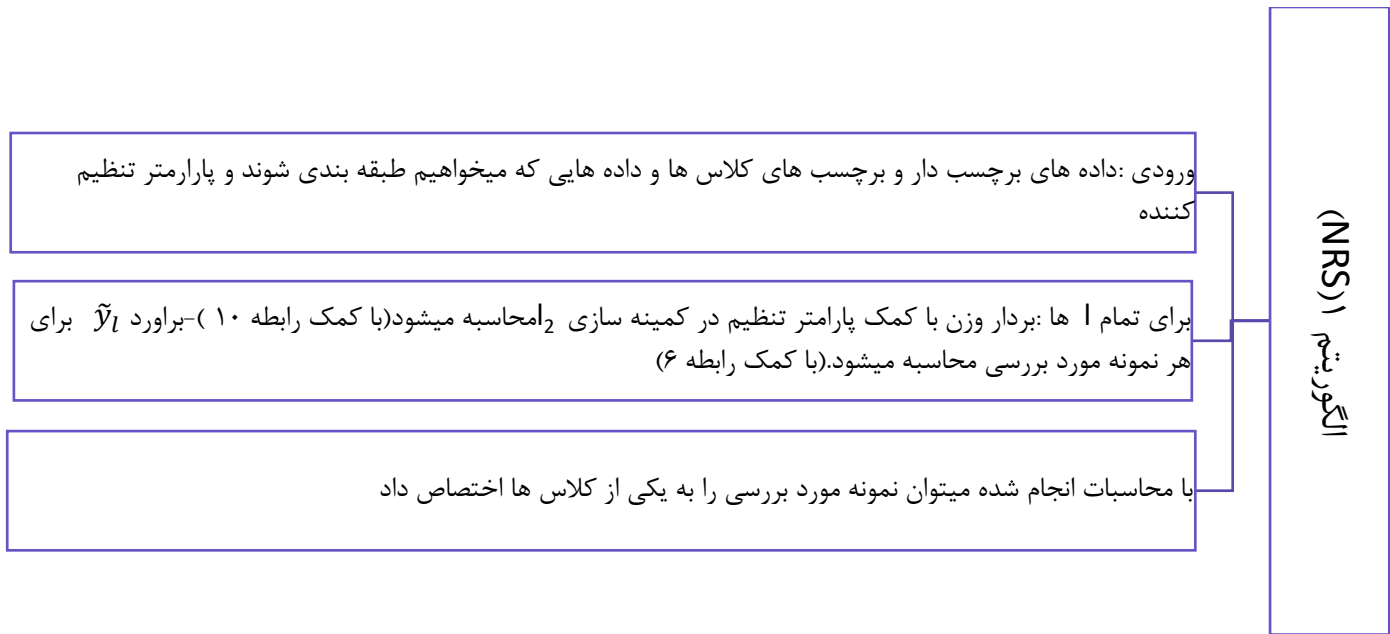 الگوریتم ۱(NRS)
ورودی :داده های برچسب دار و برچسب های کلاس ها و داده هایی که میخواهیم طبقه بندی شوند و پارارمتر تنظیم
کننده
برای تمام l ها :بردار وزن با کمک پارامتر تنظیم در کمینه سازی l₂محاسبه میشود(با کمک رابطه ۱۰ )-براورد ỹₗ برای
هر نمونه مورد بررسی محاسبه میشود.(با کمک رابطه ۶)
با محاسبات انجام شده میتوان نمونه مورد بررسی را به یکی از کلاس ها اختصاص داد